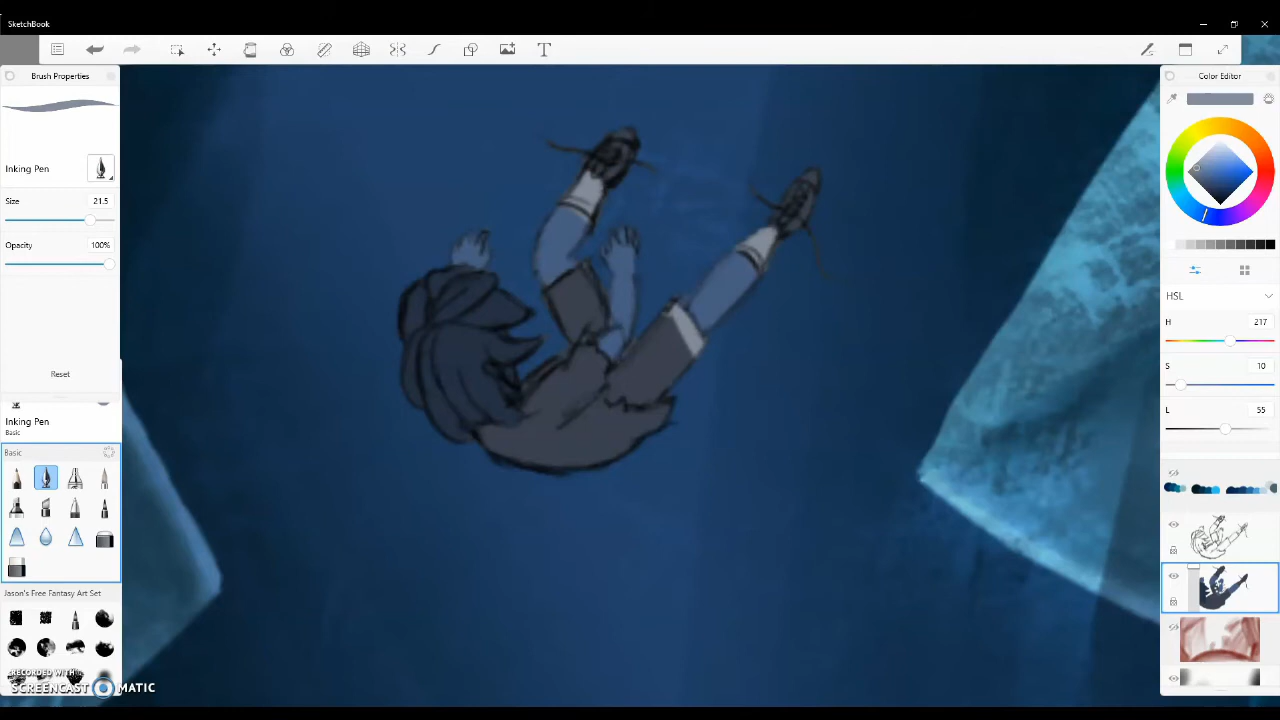 SketchBook
Brush Properties
Color Editor
Inking Pen
Size 21.5
Opacity 100%
Reset
Inking Pen
Basic
Basic
Jason's Free Fantasy Art Set
HSL
H 217
S 10
L 55
RECORDED WITH
SCREENCAST MATIC